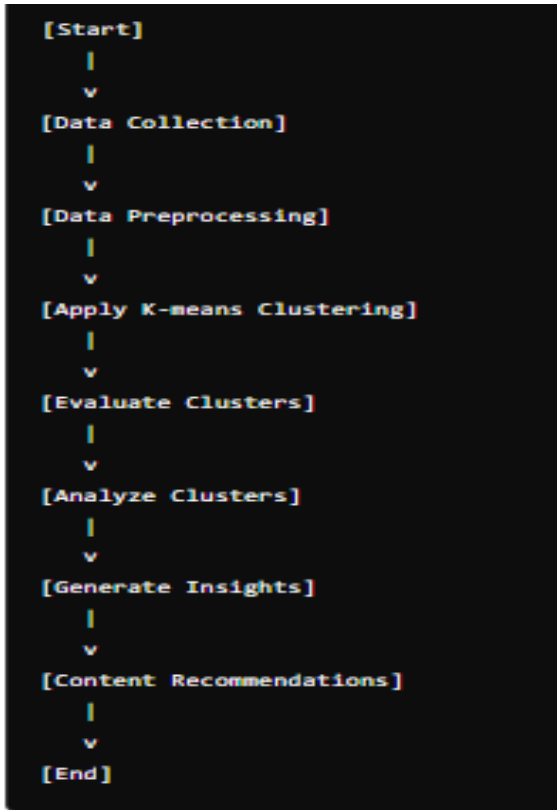 [Start]
|
v
[Data Collection]
|
v
[Data Preprocessing]
|
v
[Apply K-means Clustering]
|
v
[Evaluate Clusters]
|
v
[Analyze Clusters]
|
v
[Generate Insights]
|
v
[Content Recommendations]
|
v
[End]